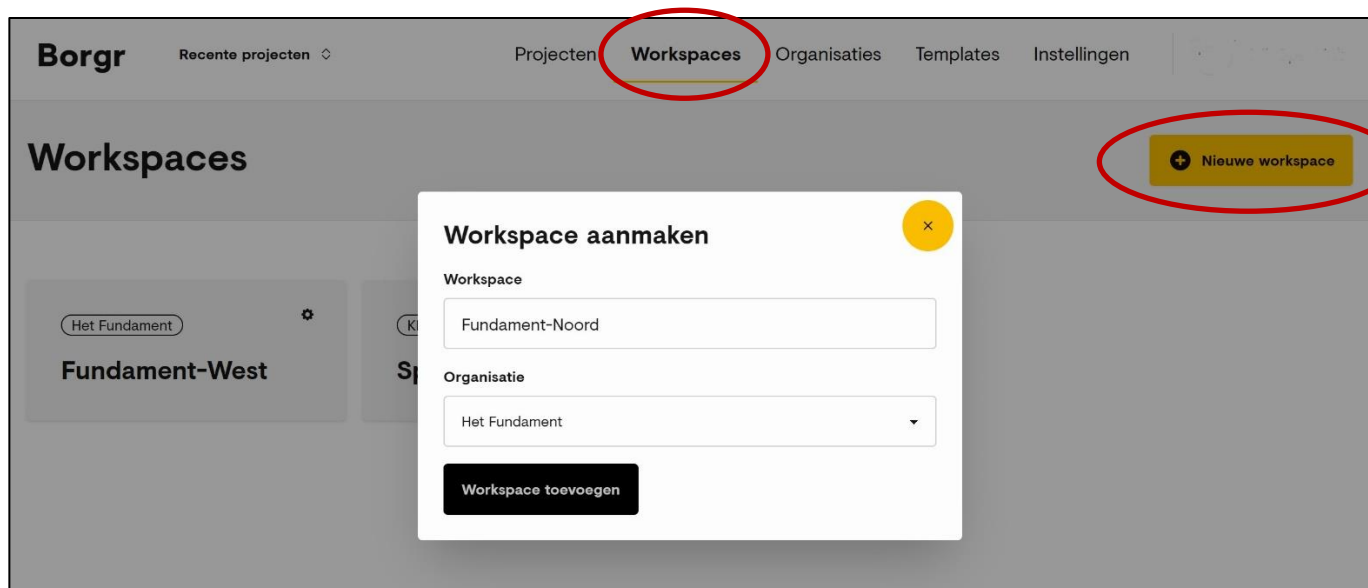 Borgr Recente projecten Projecten Workspaces Organisaties Templates Instellingen
Workspaces
Nieuwe workspace
Workspace aanmaken
Workspace
Fundament-Noord
Organisatie
Het Fundament
Workspace toevoegen
Het Fundament
Fundament-West